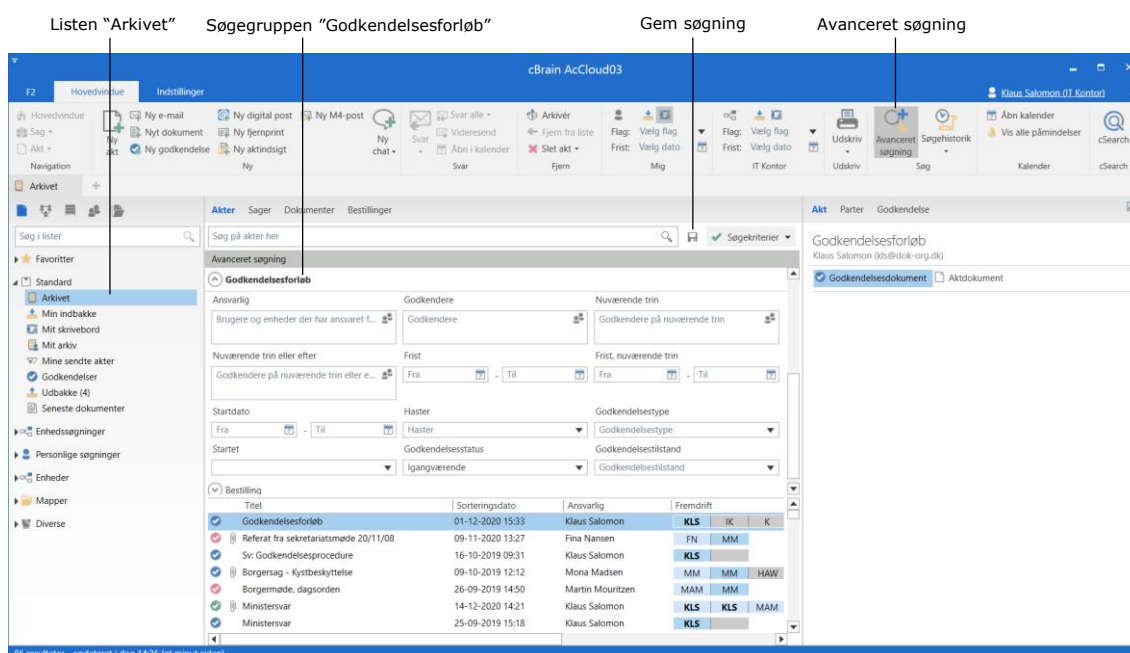 Listen “Arkivet”
Søgegruppen ”Godkendelsesforløb”
Gem søgning
Avanceret søgning
cBrain AcCloud03
F2 Hovedvindue Indstillinger
Klaus Salomon (IT Kontor)
Hovedvindue
Sag
Akt
Navigation
Ny akt
Ny e-mail
Nyt dokument
Ny godkendelse
Ny digital post
Ny fjernprint
Ny aktindsigt
Ny M4-post
Ny chat
Ny
Svar
Svar alle
Videresend
Åbn i kalender
Svar
Arkivér
Fjern fra liste
Slet akt
Fjern
Flag: Vælg flag
Frist: Vælg dato
Mig
Flag: Vælg flag
Frist: Vælg dato
IT Kontor
Udskriv
Udskriv
Avanceret søgning
Søgehistorik
Søg
Åbn kalender
Vis alle påmindelser
Kalender
cSearch
cSearch
Arkivet +
Søg i lister
Favoritter
Standard
Arkivet
Min indbakke
Mit skrivebord
Mit arkiv
Mine sendte akter
Godkendelser
Udbakke (4)
Seneste dokumenter
Enhedssøgninger
Personlige søgninger
Enheder
Mapper
Diverse
Akter Sager Dokumenter Bestillinger
Søg på akter her
Søgekriterier
Avanceret søgning
Godkendelsesforløb
Ansvarlig Godkendere Nuværende trin
Brugere og enheder der har ansvaret f... Godkendere Godkendere på nuværende trin
Nuværende trin eller efter Frist Frist, nuværende trin
Godkendere på nuværende trin eller e... Fra - Til Fra - Til
Startdato Haster Godkendelsestype
Fra - Til Haster Godkendelsestype
Startet Godkendelsesstatus Godkendelsestilstand
Igangværende Godkendelsestilstand
Bestilling
Titel Sorteringsdato Ansvarlig Fremdrift
Godkendelsesforløb 01-12-2020 15:33 Klaus Salomon KLS IK K
Referat fra sekretariatsmøde 20/11/08 09-11-2020 13:27 Fina Nansen FN MM
Sv: Godkendelsesprocedure 16-10-2019 09:31 Klaus Salomon KLS
Borgersag - Kystbeskyttelse 09-10-2019 12:12 Mona Madsen MM MM HAW
Borgermøde, dagsorden 26-09-2019 14:50 Martin Mouritzen MAM MM
Ministersvar 14-12-2020 14:21 Klaus Salomon KLS KLS MAM
Ministersvar 25-09-2019 15:18 Klaus Salomon KLS
Akt Parter Godkendelse
Godkendelsesforløb
Klaus Salomon (kls@dok-org.dk)
Godkendelsesdokument Aktdokument